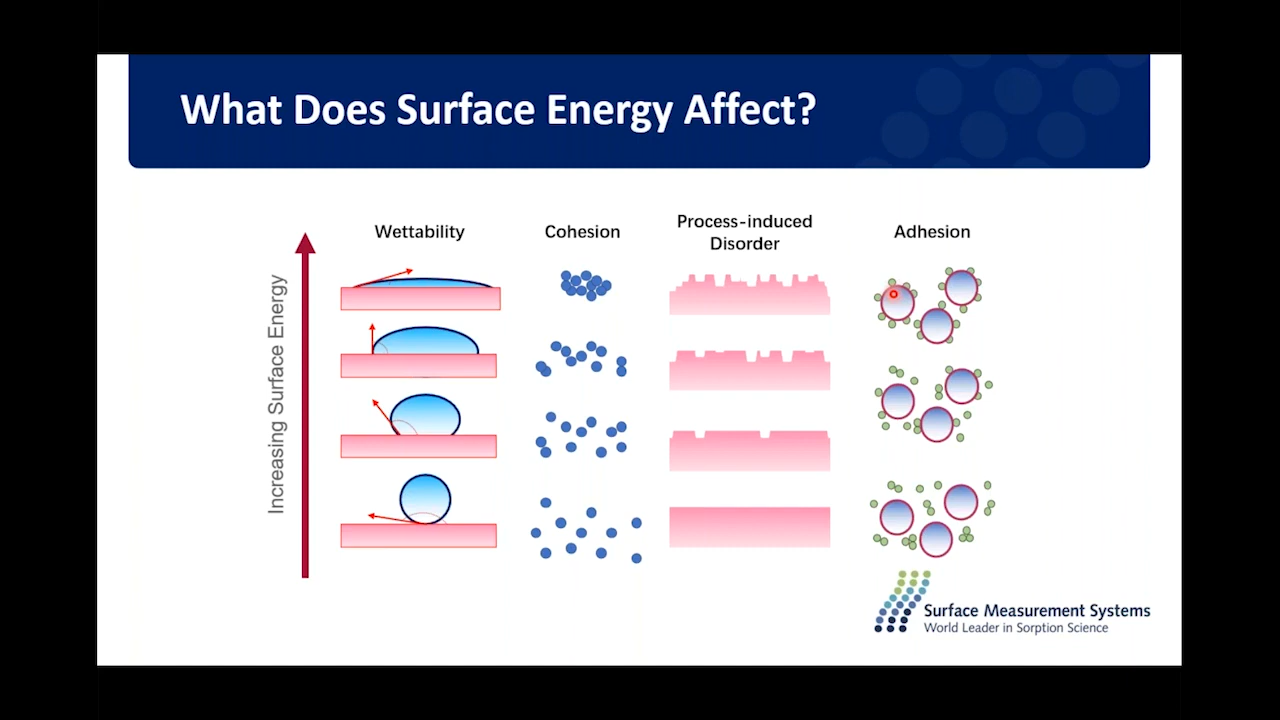 What Does Surface Energy Affect?
Wettability
Cohesion
Process-induced
Disorder
Adhesion
Increasing Surface Energy
Surface Measurement Systems
World Leader in Sorption Science